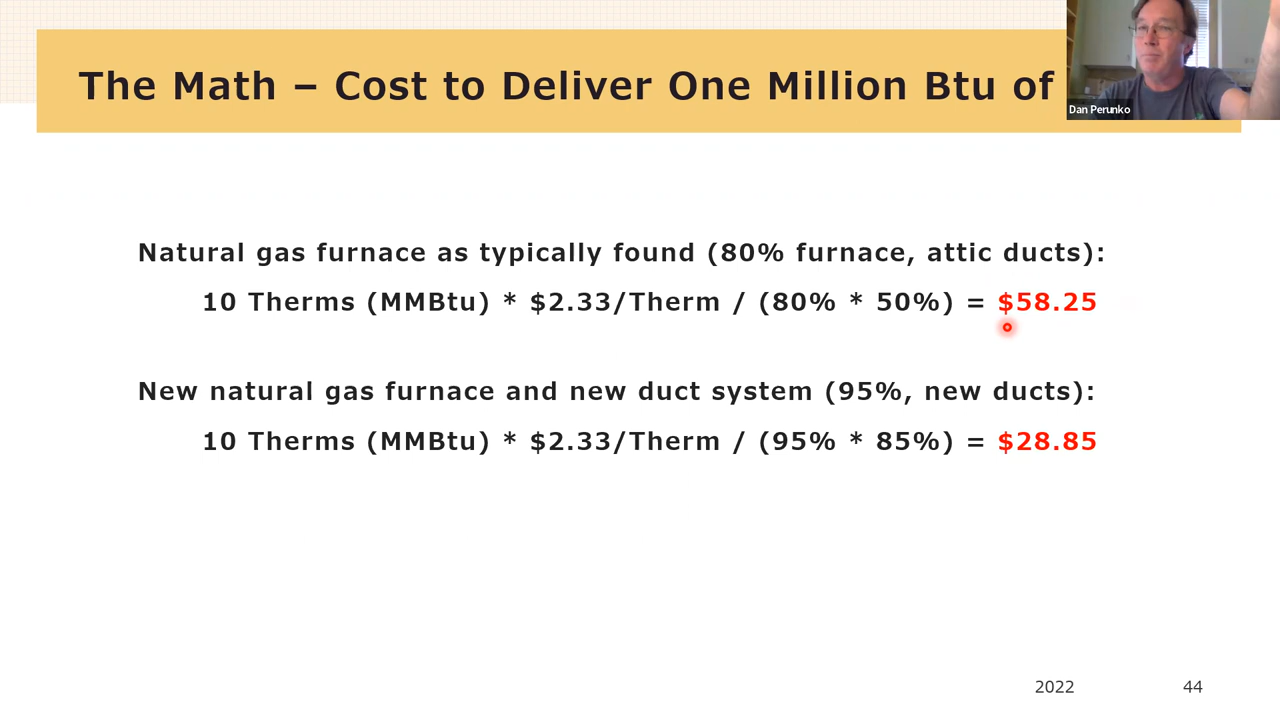 The Math – Cost to Deliver One Million Btu of
Dan Perunko
Natural gas furnace as typically found (80% furnace, attic ducts):
10 Therms (MMBtu) * $2.33/Therm / (80% * 50%) = $58.25
New natural gas furnace and new duct system (95%, new ducts):
10 Therms (MMBtu) * $2.33/Therm / (95% * 85%) = $28.85
2022
44